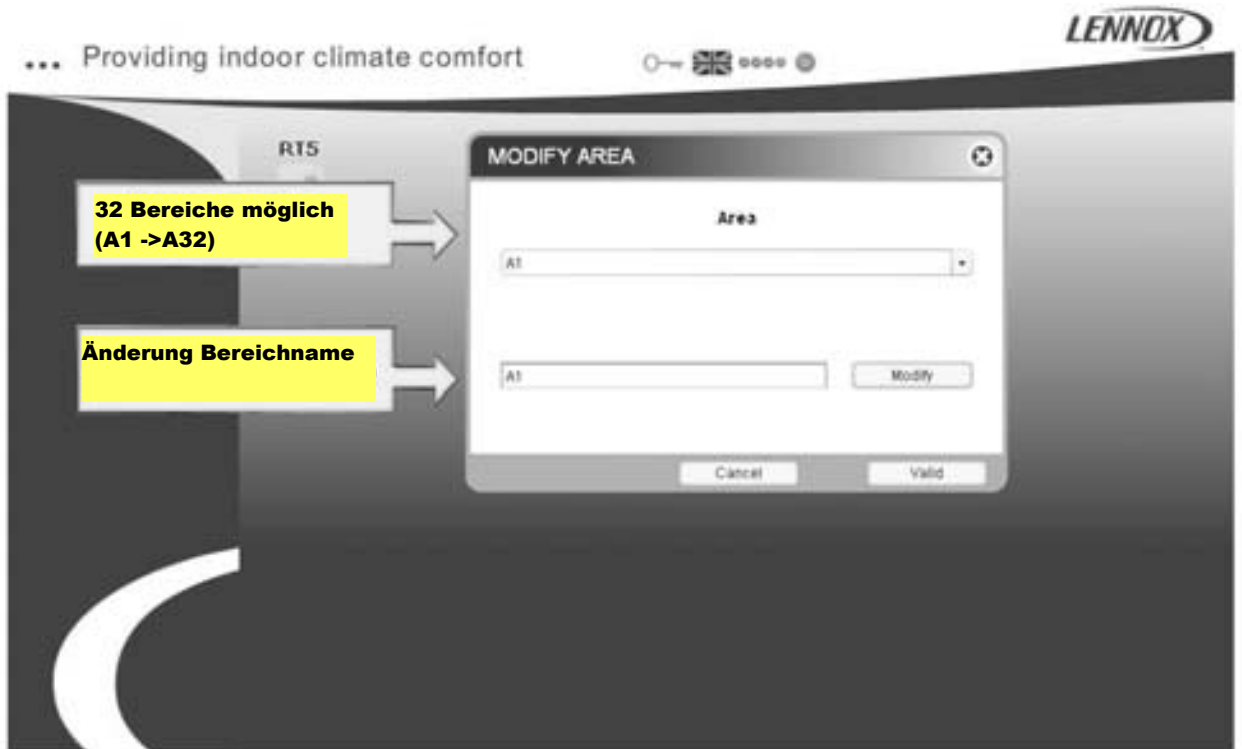 LENNOX
... Providing indoor climate comfort
RT5
MODIFY AREA
32 Bereiche möglich
(A1 ->A32)
Area
A1
Änderung Bereichname
A1
Modify
Cancel
Valid